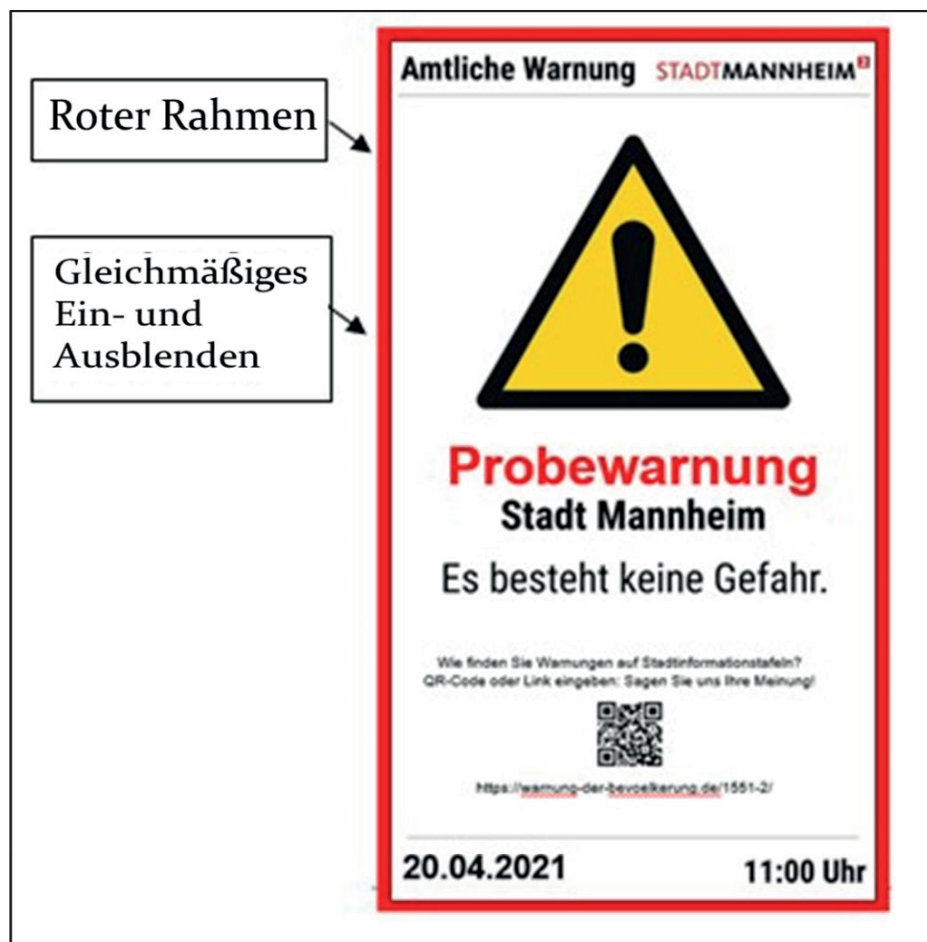 Roter Rahmen
Gleichmäßiges
Ein- und
Ausblenden
Amtliche Warnung STADTMANNHEIM²
Probewarnung
Stadt Mannheim
Es besteht keine Gefahr.
Wie finden Sie Warnungen auf Stadtinformationstafeln?
QR-Code oder Link eingeben: Sagen Sie uns Ihre Meinung!
https://warnung-der-bevoelkerung.de/1551-2/
20.04.2021 11:00 Uhr